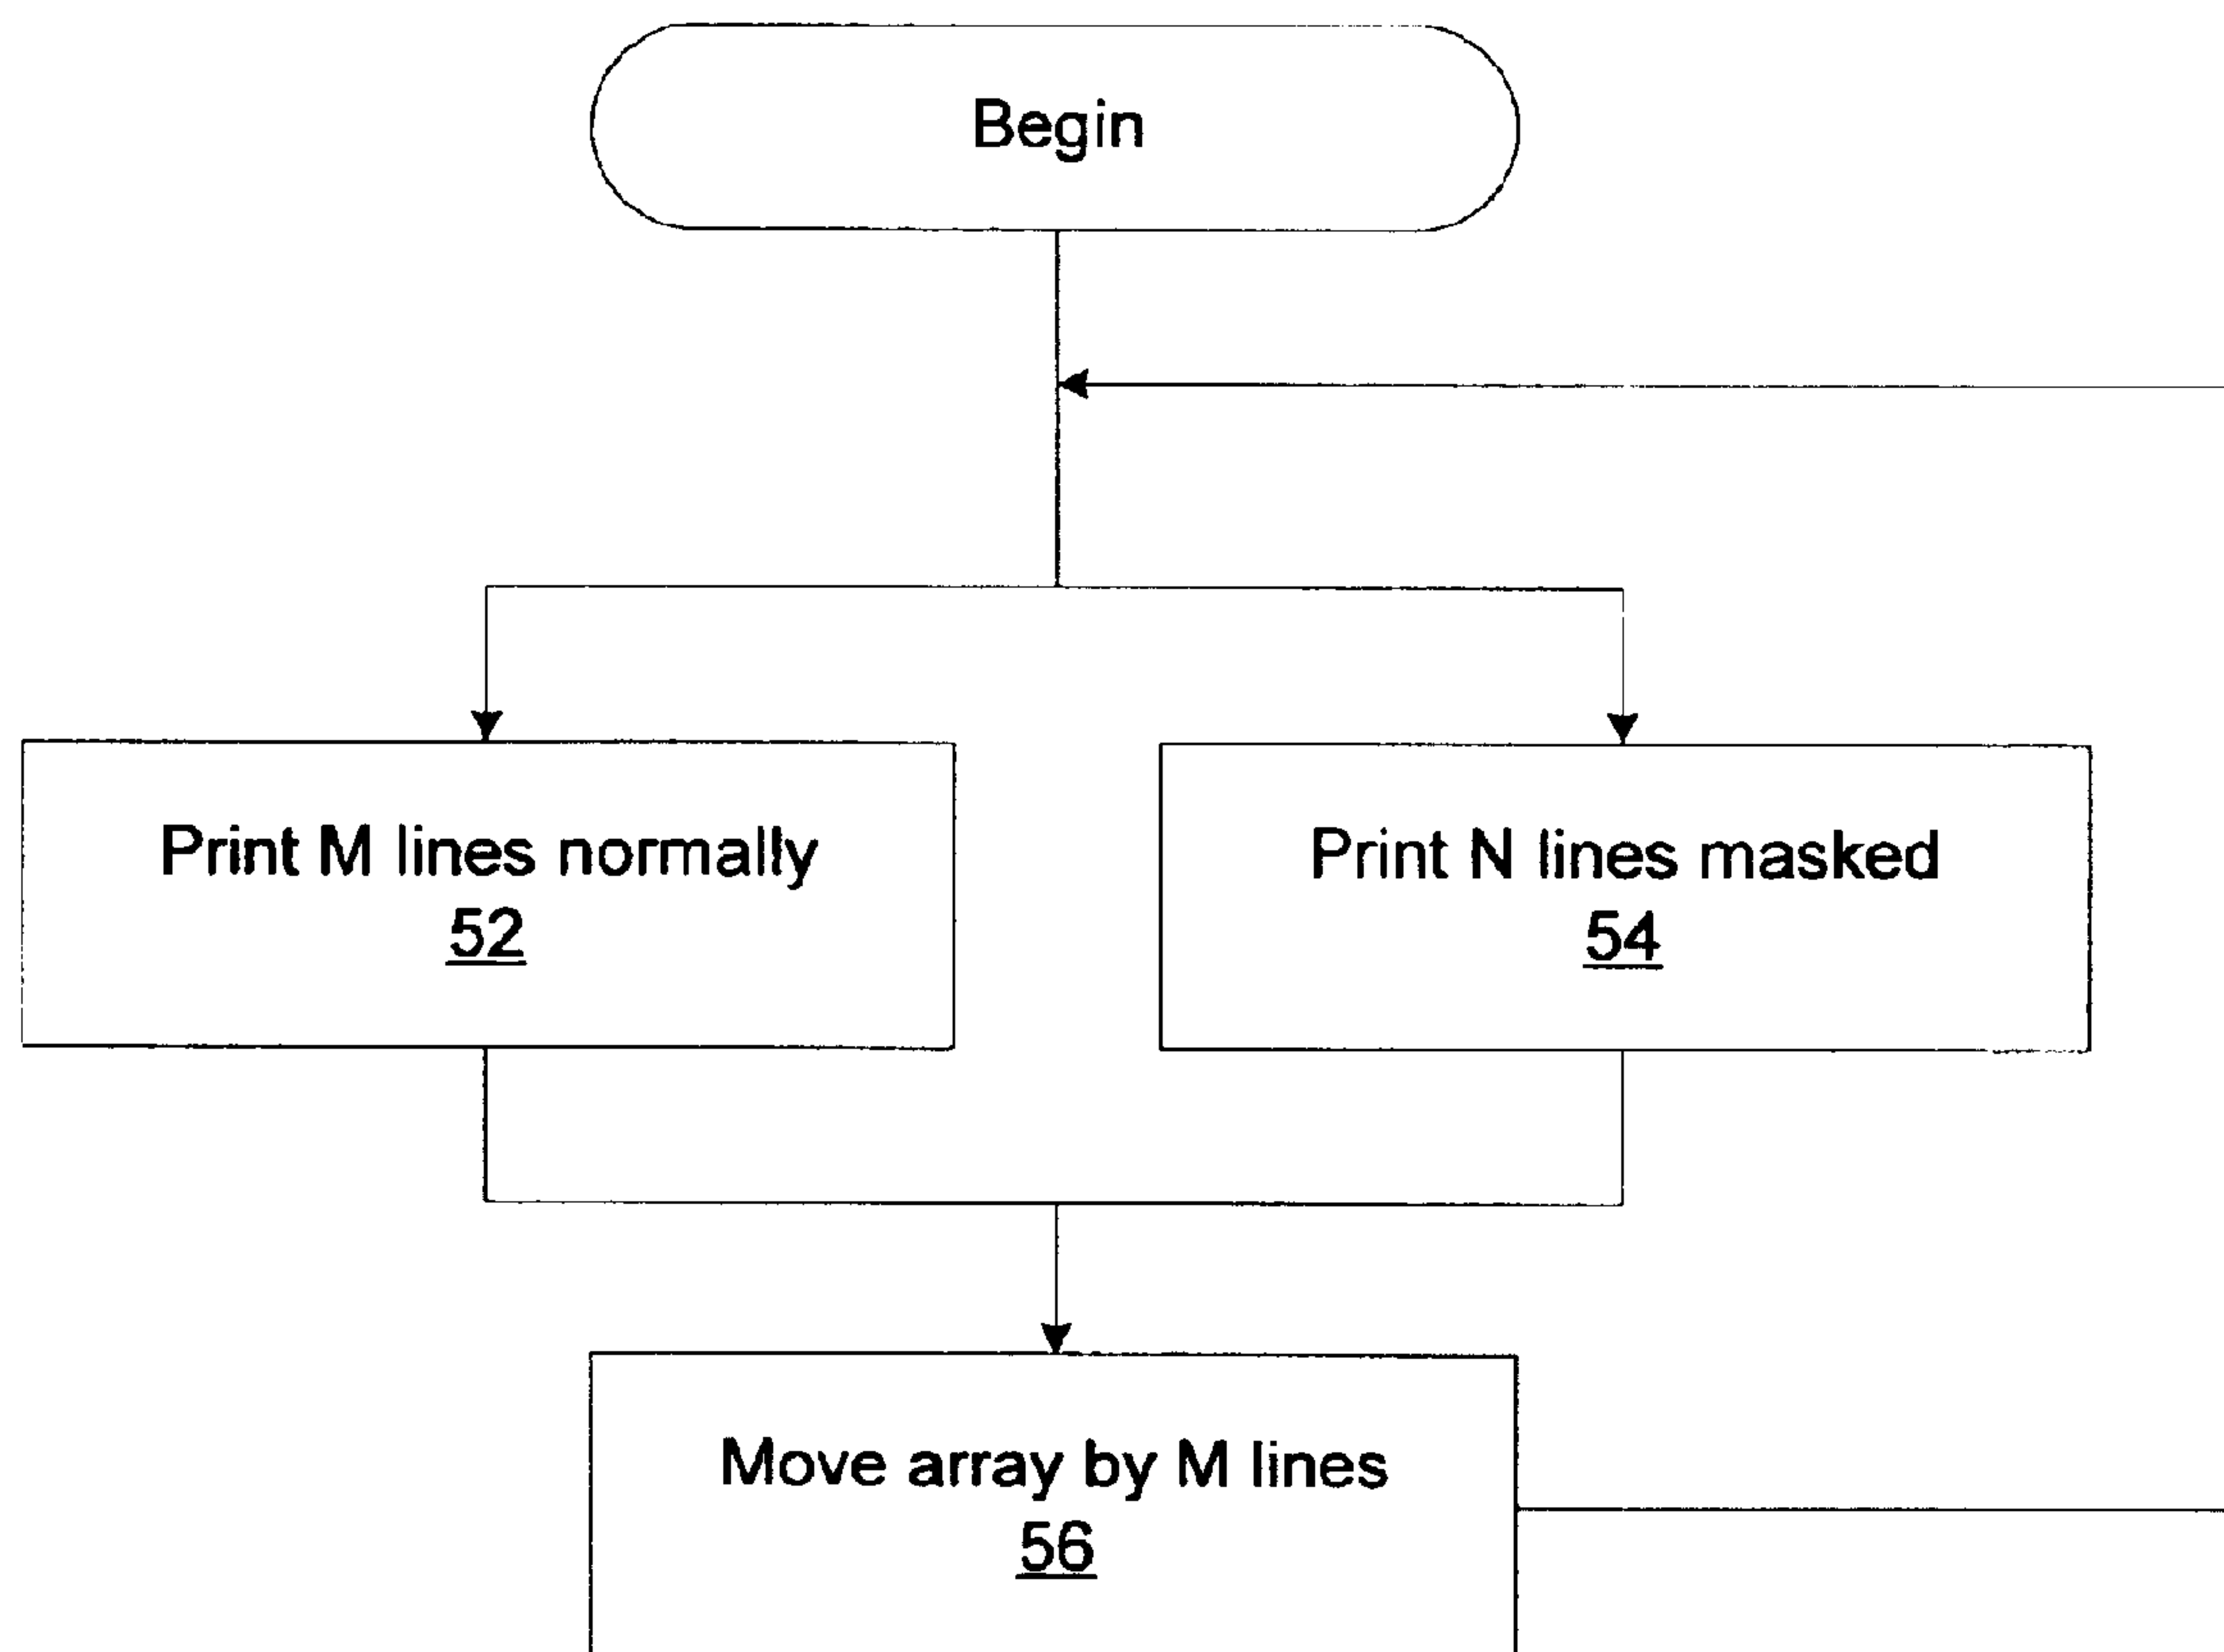 Begin
Print M lines normally
52
Print N lines masked
54
Move array by M lines
56